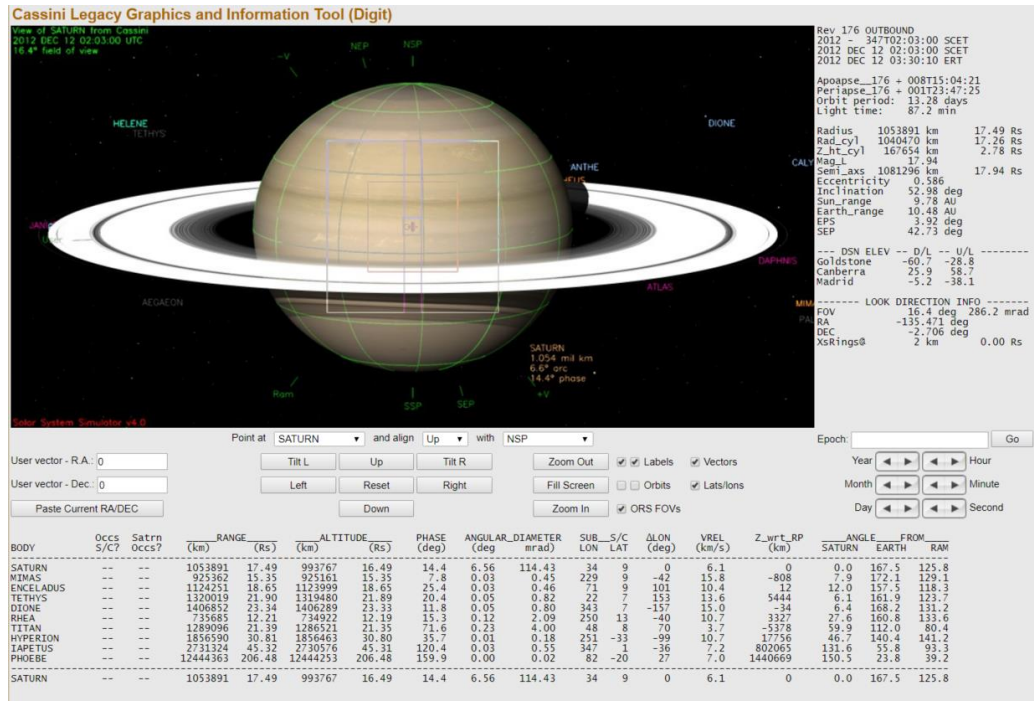 Cassini Legacy Graphics and Information Tool (Digit)
View of SATURN from Cassini
2012 DEC 12 02:03:00 UTC
16.4° field of view
NEP
NSP
-V
HELENE
TETHYS
DIONE
ANTHE
CALY
DAPHNIS
ATLAS
AEGAEON
MIM
PAL
SATURN
1.054 mil km
6.6° arc
14.4° phase
Ram
SSP
SEP
+V
Solar System Simulator v4.0
Rev 176 OUTBOUND
2012 - 347T02:03:00 SCET
2012 DEC 12 02:03:00 SCET
2012 DEC 12 03:30:10 ERT
Apoapse__176 + 008T15:04:21
Periapse_176 + 001T23:47:25
Orbit period: 13.28 days
Light time: 87.2 min
Radius 1053891 km 17.49 Rs
Rad_cyl 1040470 km 17.26 Rs
Z_ht_cyl 167654 km 2.78 Rs
Mag_L 17.94
Semi_axs 1081296 km 17.94 Rs
Eccentricity 0.586
Inclination 52.98 deg
Sun_range 9.78 AU
Earth_range 10.48 AU
EPS 3.92 deg
SEP 42.73 deg
--- DSN ELEV -- D/L -- U/L --------
Goldstone -60.7 -28.8
Canberra 25.9 58.7
Madrid -5.2 -38.1
------- LOOK DIRECTION INFO -------
FOV 16.4 deg 286.2 mrad
RA -135.471 deg
DEC -2.706 deg
XsRings@ 2 km 0.00 Rs
Point at SATURN and align Up with NSP
Epoch: Go
User vector - R.A.: 0
Tilt L Up Tilt R Zoom Out Labels Vectors
Year Hour
User vector - Dec.: 0
Left Reset Right Fill Screen Orbits Lats/lons
Month Minute
Paste Current RA/DEC
Down Zoom In ORS FOVs
Day Second
Occs Satrn ____RANGE____ ___ALTITUDE____ PHASE ANGULAR_DIAMETER SUB__S/C ΔLON VREL Z_wrt_RP ____ANGLE__FROM____
BODY S/C? Occs? (km) (Rs) (km) (Rs) (deg) (deg mrad) LON LAT (deg) (km/s) (km) SATURN EARTH RAM
SATURN -- -- 1053891 17.49 993767 16.49 14.4 6.56 114.43 34 9 0 6.1 0 0.0 167.5 125.8
MIMAS -- -- 925362 15.35 925161 15.35 7.8 0.03 0.45 229 9 -42 15.8 -808 7.9 172.1 129.1
ENCELADUS -- -- 1124251 18.65 1123999 18.65 25.4 0.03 0.46 71 9 101 10.4 12 12.0 157.5 118.3
TETHYS -- -- 1320019 21.90 1319480 21.89 20.4 0.05 0.82 22 7 153 13.6 5444 6.1 161.9 123.7
DIONE -- -- 1406852 23.34 1406289 23.33 11.8 0.05 0.80 343 7 -157 15.0 -34 6.4 168.2 131.2
RHEA -- -- 735685 12.21 734922 12.19 15.3 0.12 2.09 250 13 -40 10.7 3327 27.6 160.8 133.6
TITAN -- -- 1289096 21.39 1286521 21.35 71.6 0.23 4.00 48 8 70 3.7 -5378 59.9 112.0 80.4
HYPERION -- -- 1856590 30.81 1856463 30.80 35.7 0.01 0.18 251 -33 -99 10.7 17756 46.7 140.4 141.2
IAPETUS -- -- 2731324 45.32 2730576 45.31 120.4 0.03 0.55 347 1 -36 7.2 802065 131.6 55.8 93.3
PHOEBE -- -- 12444363 206.48 12444253 206.48 159.9 0.00 0.02 82 -20 27 7.0 1440669 150.5 23.8 39.2
SATURN -- -- 1053891 17.49 993767 16.49 14.4 6.56 114.43 34 9 0 6.1 0 0.0 167.5 125.8